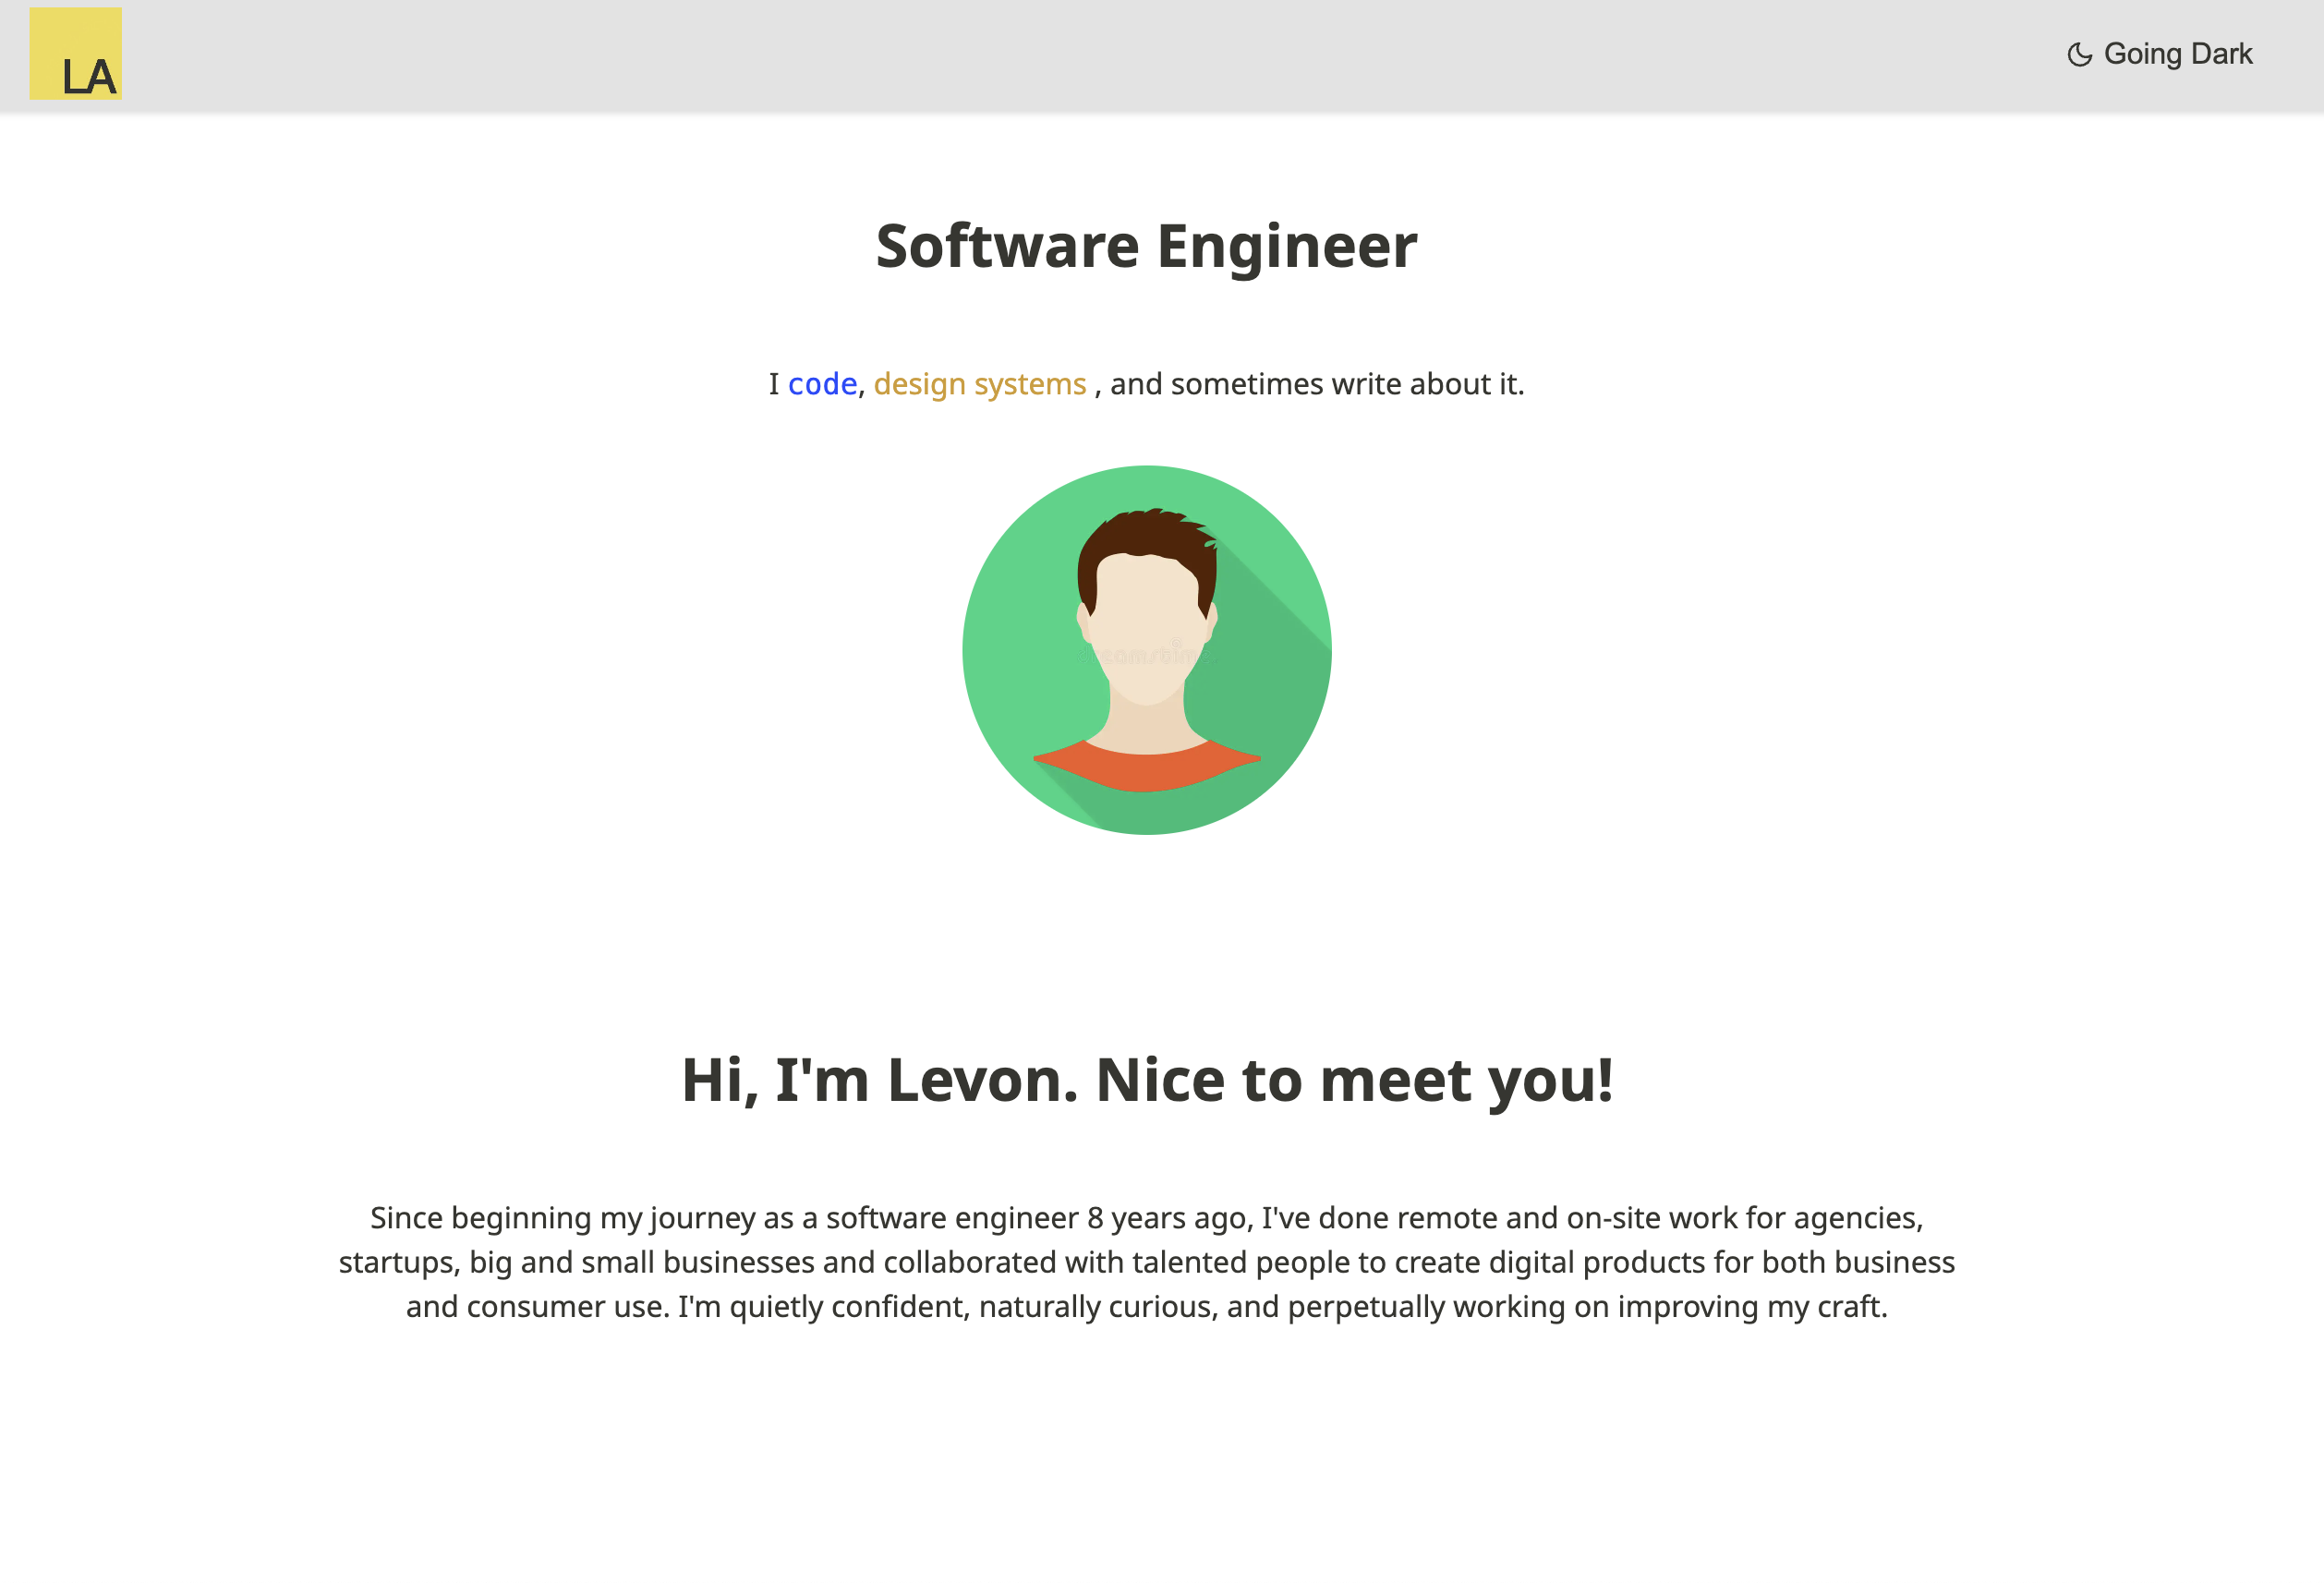 LA
Going Dark
Software Engineer
I code, design systems , and sometimes write about it.
dreamstime
Hi, I'm Levon. Nice to meet you!
Since beginning my journey as a software engineer 8 years ago, I've done remote and on-site work for agencies,
startups, big and small businesses and collaborated with talented people to create digital products for both business
and consumer use. I'm quietly confident, naturally curious, and perpetually working on improving my craft.